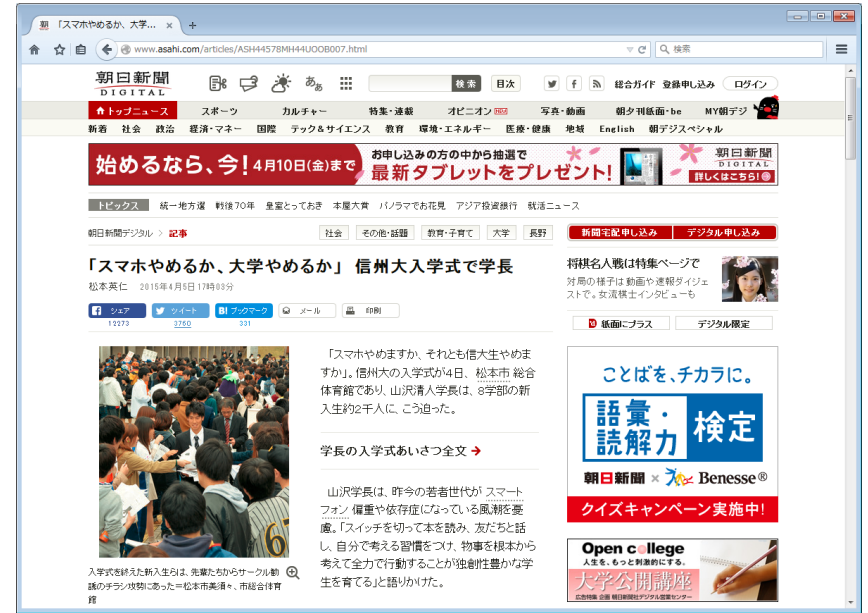 「スマホやめるか、大学... ×
www.asahi.com/articles/ASH44578MH44UOOB007.html
検索
朝日新聞
DIGITAL
あぁ
検索
目次
総合ガイド 登録申し込み ログイン
トップニュース スポーツ カルチャー 特集・連載 オピニオン 写真・動画 朝夕刊紙面・be MY朝デジ
新着 社会 政治 経済・マネー 国際 テック&サイエンス 教育 環境・エネルギー 医療・健康 地域 English 朝デジスペシャル
始めるなら、今!4月10日(金)まで
お申し込みの方の中から抽選で
最新タブレットをプレゼント!
朝日新聞
DIGITAL
詳しくはこちら!
トピックス 統一地方選 戦後70年 皇室とっておき 本屋大賞 パノラマでお花見 アジア投資銀行 就活ニュース
朝日新聞デジタル > 記事
社会 その他・話題 教育・子育て 大学 長野
新聞宅配申し込み デジタル申し込み
「スマホやめるか、大学やめるか」 信州大入学式で学長
松本英仁 2015年4月5日17時03分
シェア ツイート B! ブックマーク メール 印刷
12273 3760 331
「スマホやめますか、それとも信大生やめま
すか」。信州大の入学式が4日、松本市総合
体育館であり、山沢清人学長は、8学部の新
入生約2千人に、こう迫った。
学長の入学式あいさつ全文
山沢学長は、昨今の若者世代がスマート
フォン偏重や依存症になっている風潮を憂
慮。「スイッチを切って本を読み、友だちと話
し、自分で考える習慣をつけ、物事を根本から
考えて全力で行動することが独創性豊かな学
生を育てる」と語りかけた。
入学式を終えた新入生らは、先輩たちからサークル勧
誘のチラシ攻勢にあった=松本市美須々、市総合体育
館
将棋名人戦は特集ページで
対局の様子は動画や速報ダイジェ
ストで。女流棋士インタビューも
紙面にプラス デジタル限定
ことばを、チカラに。
語彙・
読解力
検定
朝日新聞 × Benesse®
クイズキャンペーン実施中!
Open college
人生を、もっと刺激的にする。
大学公開講座
広告特集 企画 朝日新聞社デジタル営業センター